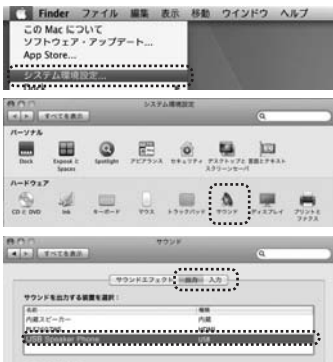 Finder ファイル 編集 表示 移動 ウインドウ ヘルプ
この Mac について
ソフトウェア・アップデート...
App Store...
システム環境設定...
Dock
システム環境設定
すべてを表示
パーソナル
Dock Exposé と Spaces Spotlight アピアランス セキュリティ デスクトップと スクリーンセーバ 言語とテキスト
ハードウェア
CD と DVD Ink キーボード マウス トラックパッド サウンド ディスプレイ プリントと ファクス
サウンド
すべてを表示
サウンドエフェクト 出力 入力
サウンドを出力する装置を選択：
名前 種類
内蔵スピーカー 内蔵
HDMI
USB Speaker Phone USB